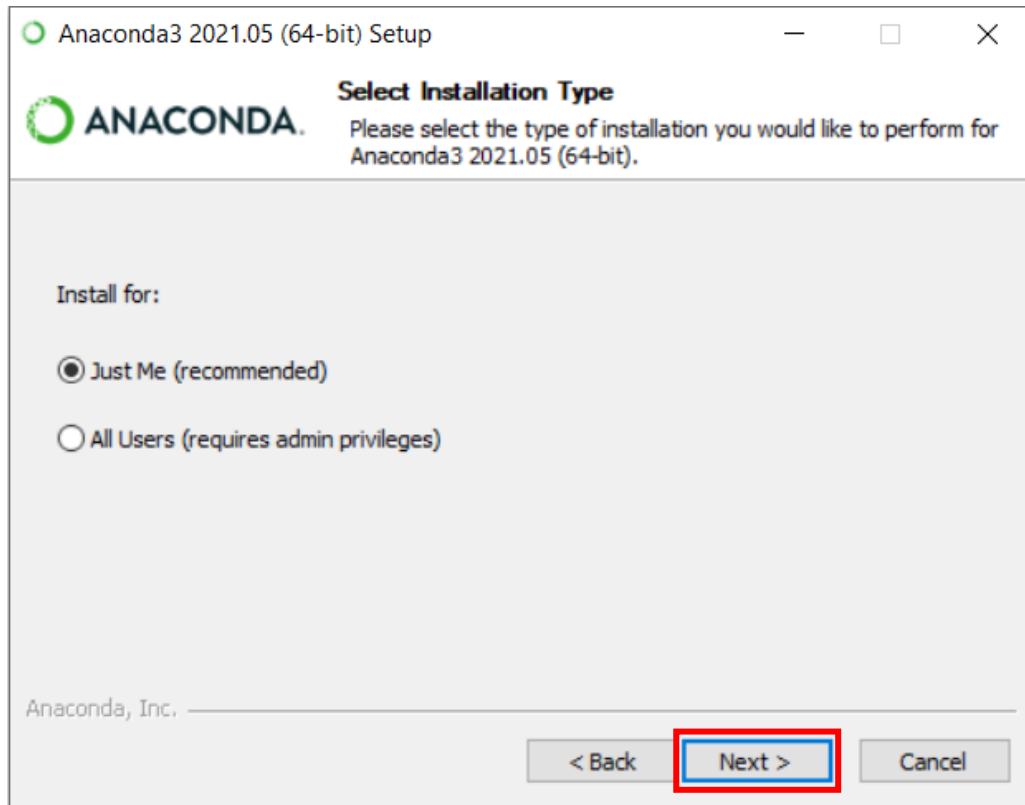 Anaconda3 2021.05 (64-bit) Setup
ANACONDA.
Select Installation Type
Please select the type of installation you would like to perform for
Anaconda3 2021.05 (64-bit).
Install for:
Just Me (recommended)
All Users (requires admin privileges)
Anaconda, Inc.
< Back
Next >
Cancel